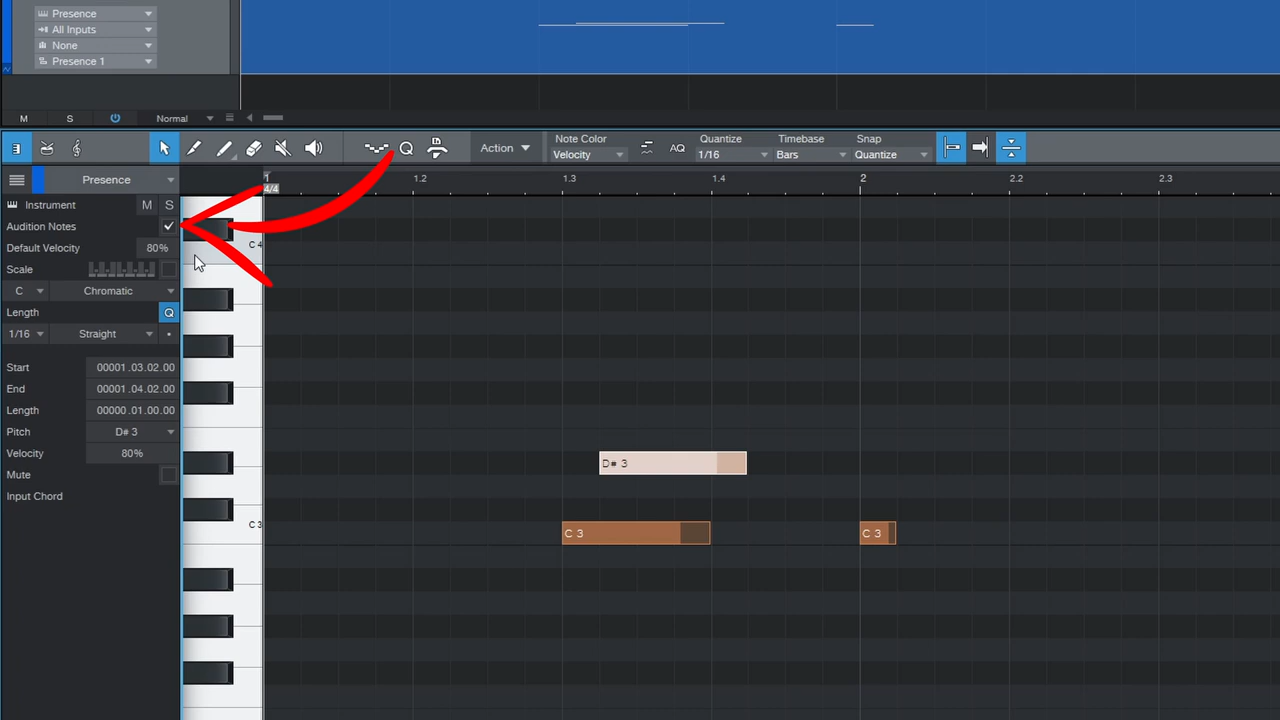 Presence
All Inputs
None
Presence 1
M S Normal
Action Note Color Velocity AQ Quantize 1/16 Timebase Bars Snap Quantize
Q
Presence
1 1.2 1.3 1.4 2 2.2 2.3
4/4
Instrument M S
Audition Notes
Default Velocity 80%
Scale
C Chromatic
Length Q
1/16 Straight
Start 00001.03.02.00
End 00001.04.02.00
Length 00000.01.00.00
Pitch D# 3
Velocity 80%
Mute
Input Chord
C 4
C 3
D# 3
C 3
C 3